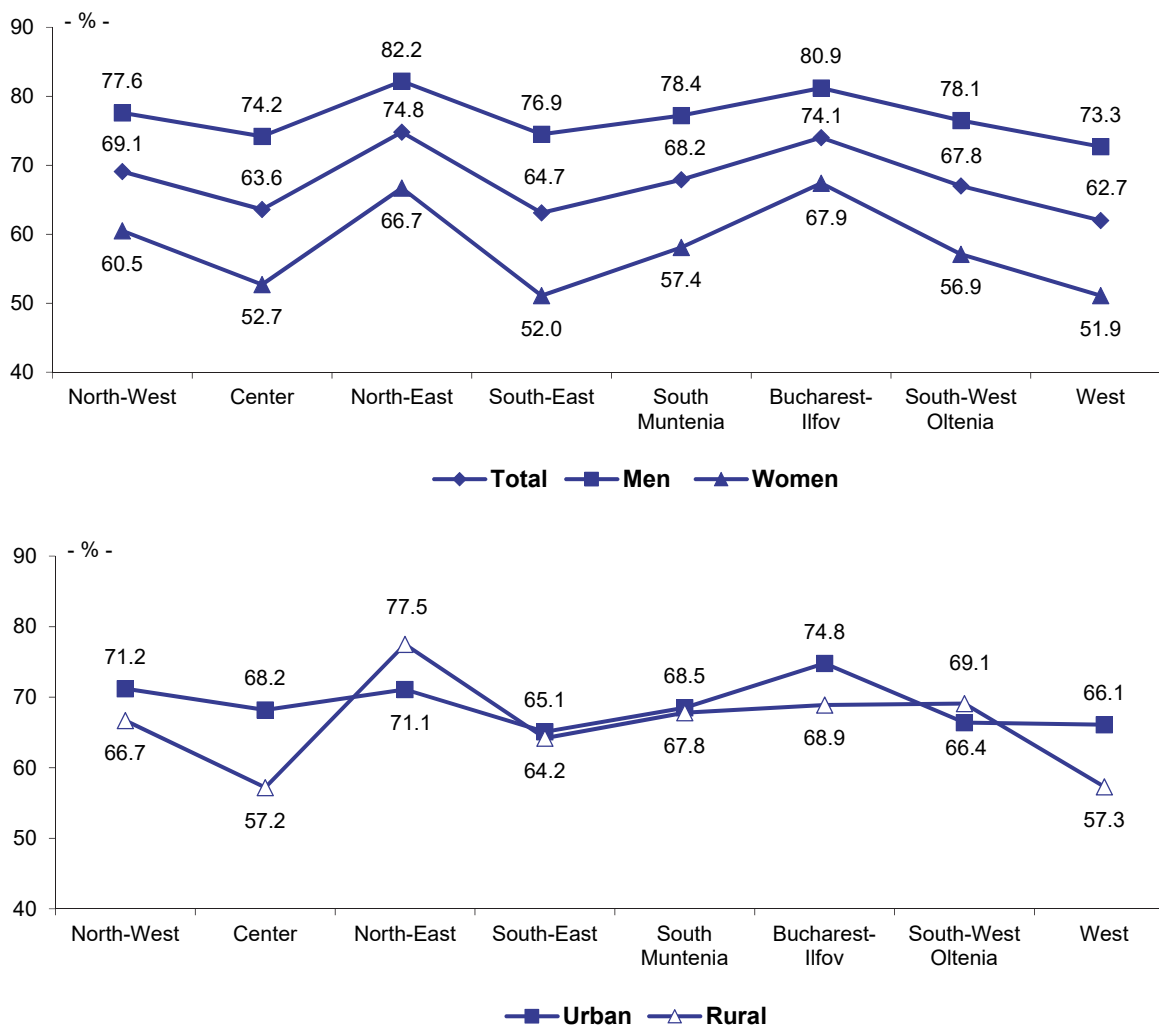 90
- % -
80
70
60
50
40
77.6
74.2
82.2
76.9
78.4
80.9
78.1
73.3
69.1
63.6
74.8
64.7
68.2
74.1
67.8
62.7
60.5
52.7
66.7
52.0
57.4
67.9
56.9
51.9
North-West
Center
North-East
South-East
South
Muntenia
Bucharest-
Ilfov
South-West
Oltenia
West
Total Men Women
90
- % -
80
70
60
50
40
71.2
68.2
71.1
65.1
68.5
74.8
66.4
66.1
66.7
57.2
77.5
64.2
67.8
68.9
69.1
57.3
North-West
Center
North-East
South-East
South
Muntenia
Bucharest-
Ilfov
South-West
Oltenia
West
Urban Rural